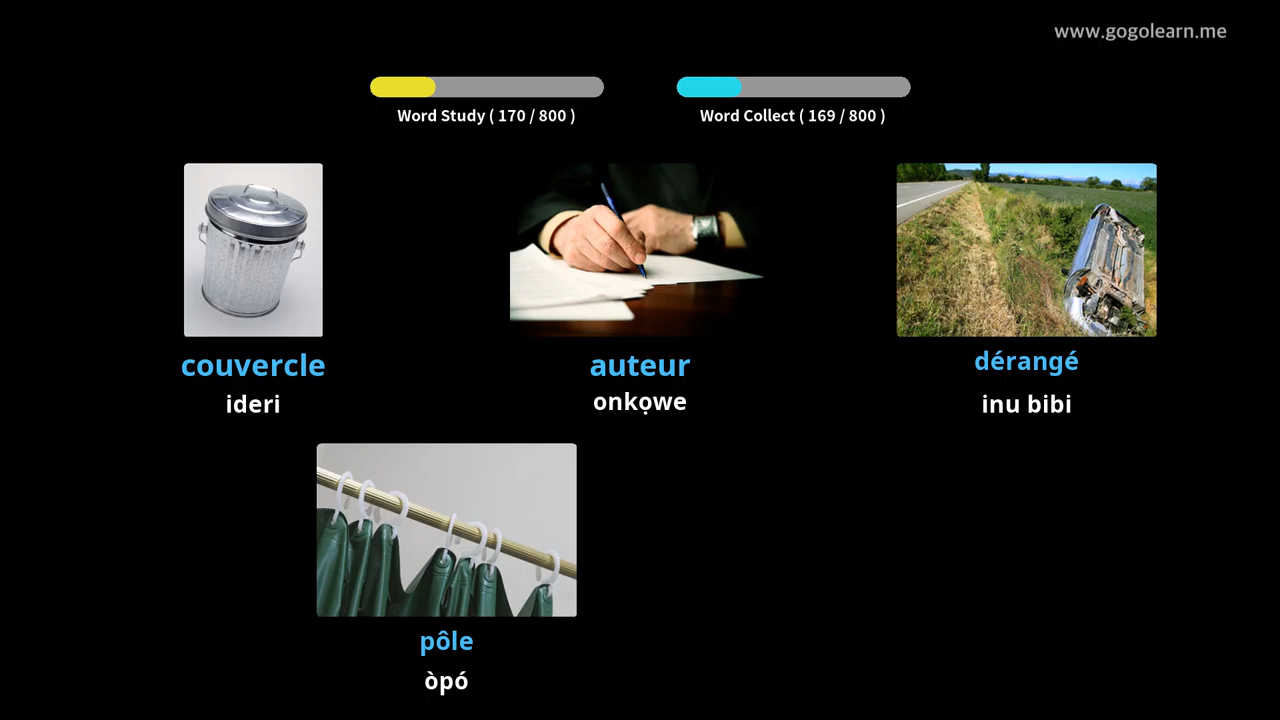 www.gogolearn.me
Word Study ( 170 / 800 )
Word Collect ( 169 / 800 )
couvercle
ideri
auteur
onkọwe
dérangé
inu bibi
pôle
òpó